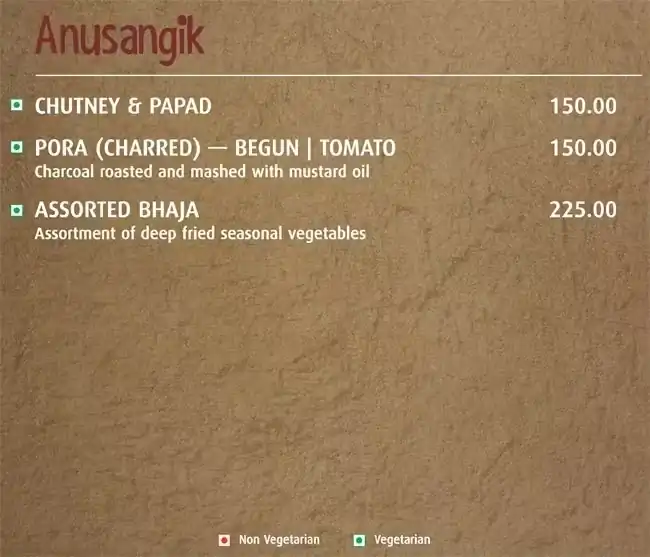 Anusangik
CHUTNEY & PAPAD 150.00
PORA (CHARRED) — BEGUN | TOMATO 150.00
Charcoal roasted and mashed with mustard oil
ASSORTED BHAJA 225.00
Assortment of deep fried seasonal vegetables
Non Vegetarian Vegetarian